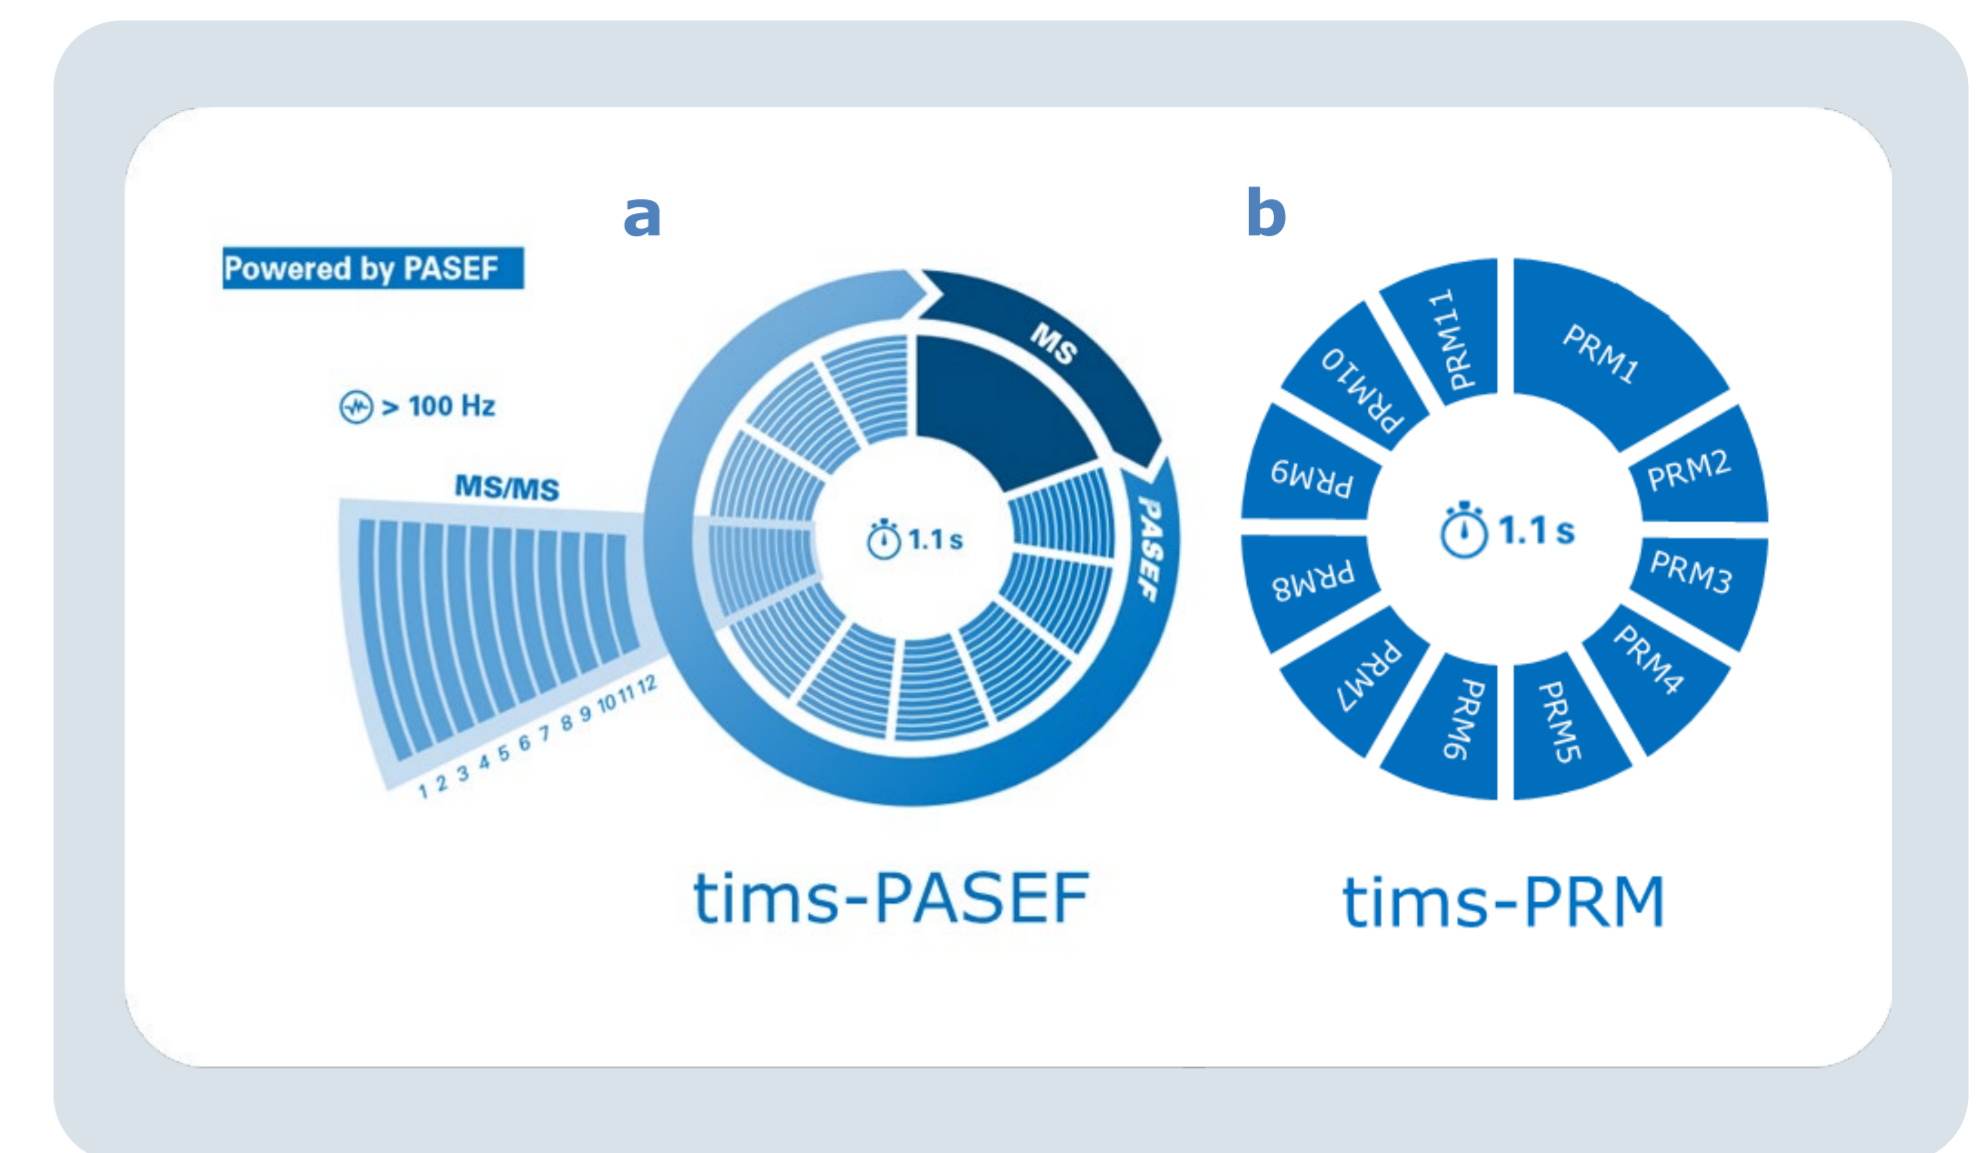 a
Powered by PASEF
> 100 Hz
MS/MS
1 2 3 4 5 6 7 8 9 10 11 12
MS
PASEF
1.1 s
tims-PASEF
b
PRM1
PRM2
PRM3
PRM4
PRM5
PRM6
PRM7
PRM8
PRM9
PRM10
PRM11
1.1 s
tims-PRM